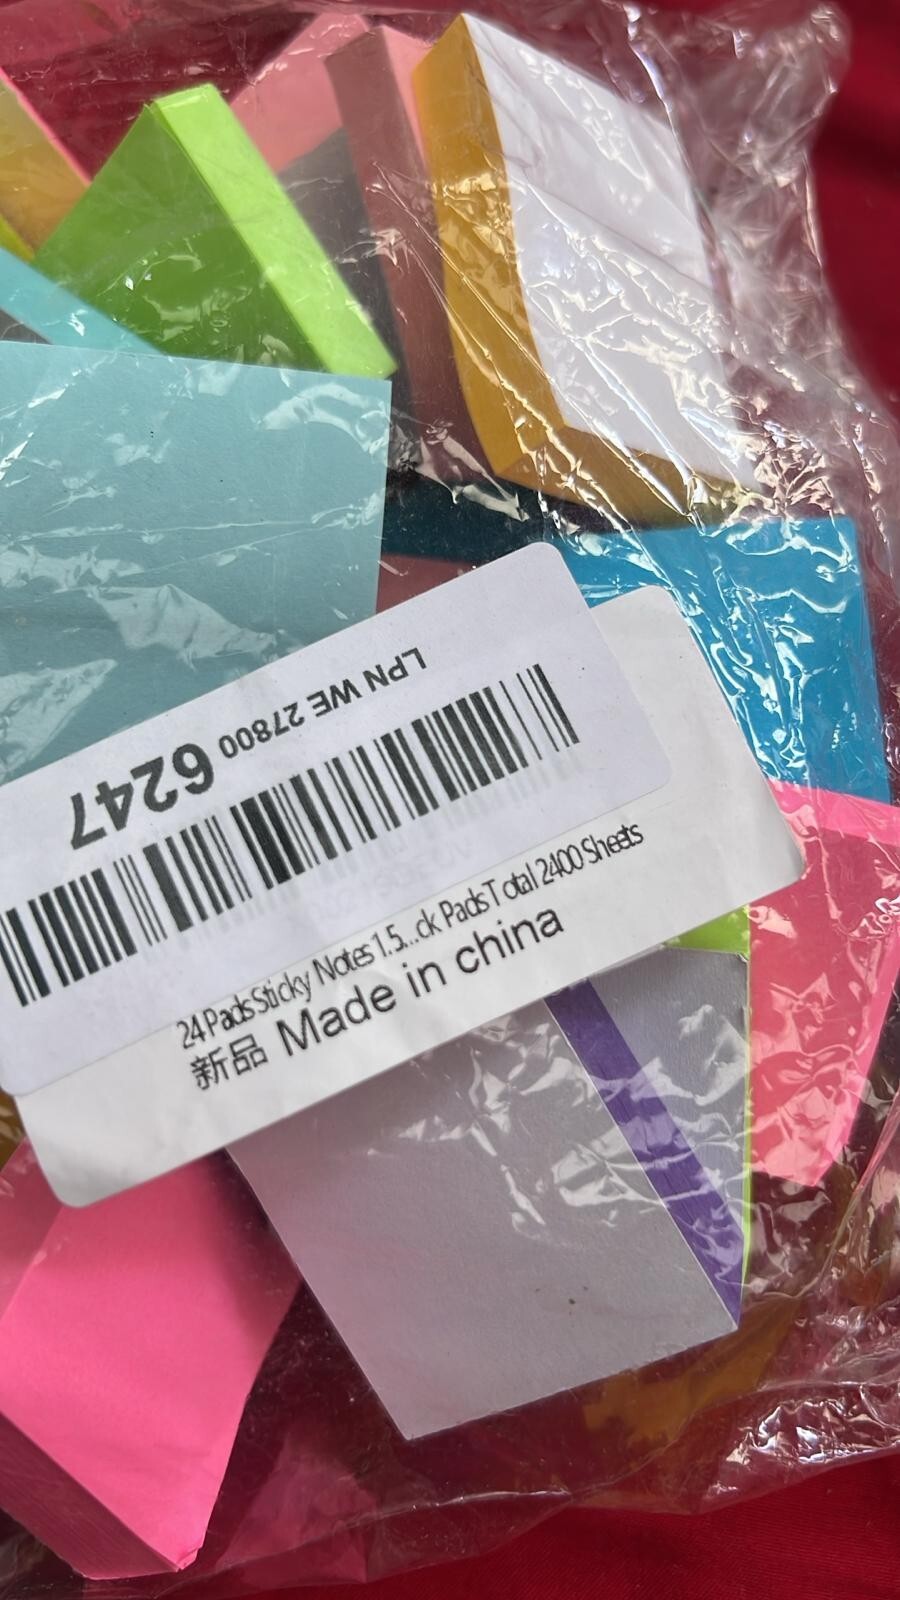 LPN WE 27800 6247
24 Pads Sticky Notes 1.5...ck Pads Total 2400 Sheets
新品 Made in china